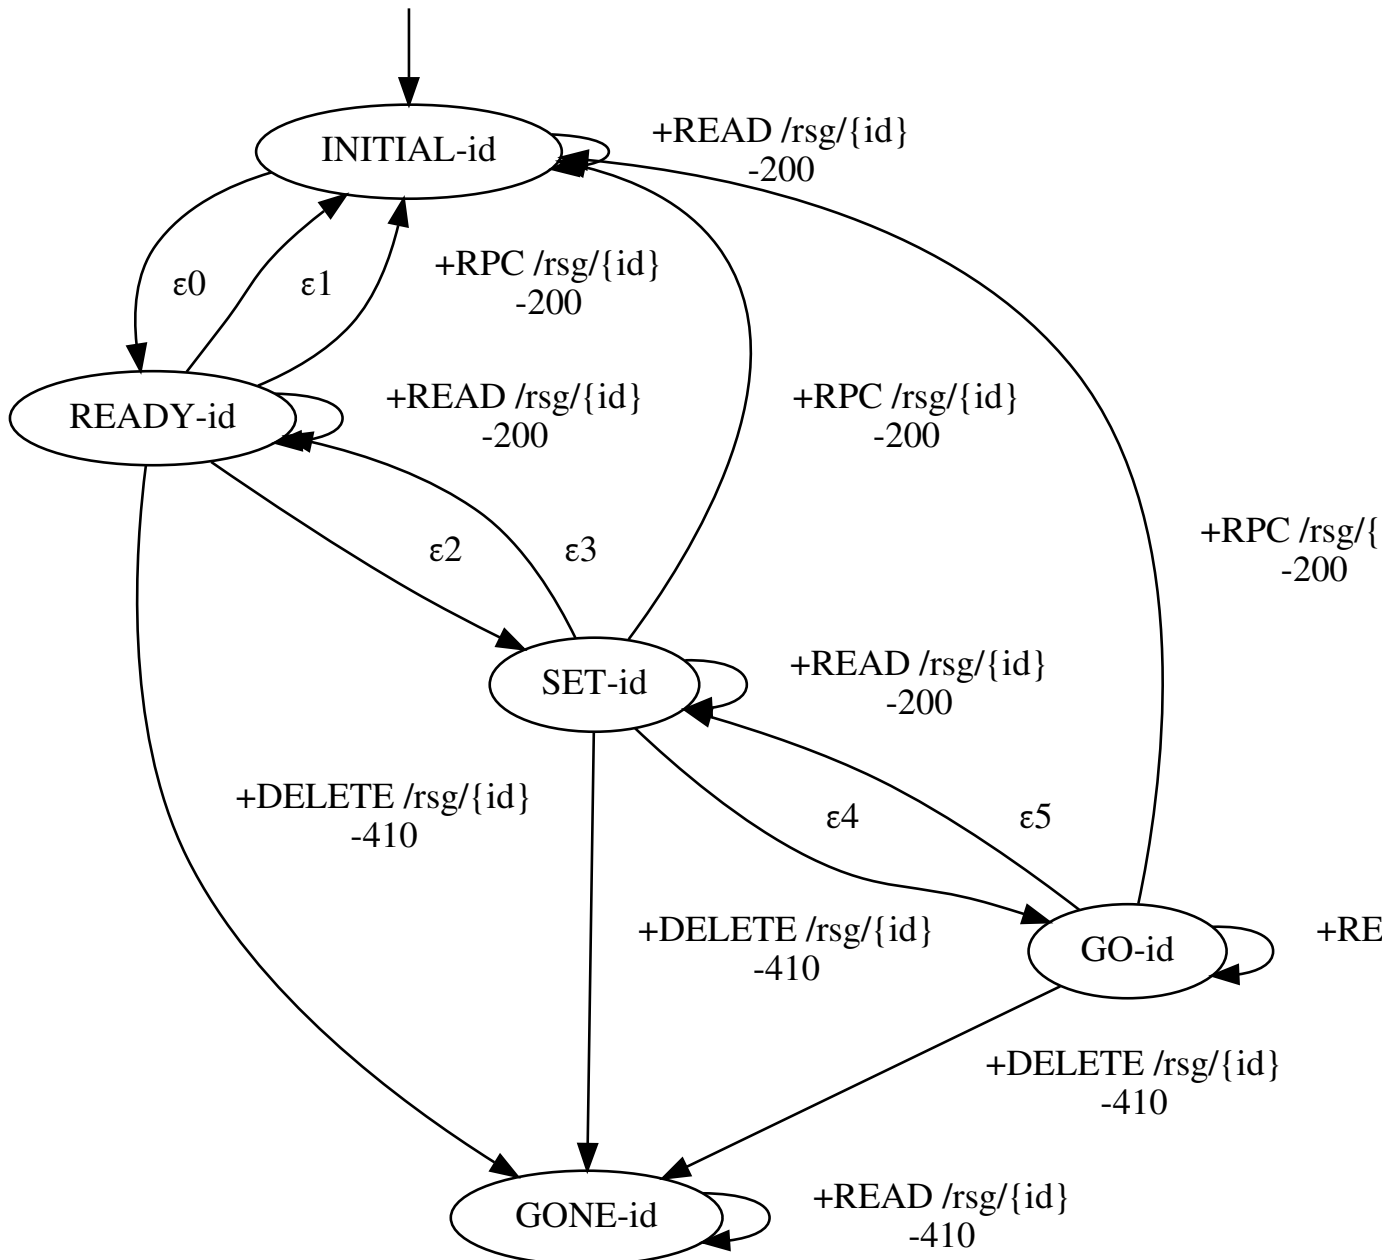 INITIAL-id
+READ /rsg/{id}
-200
ε0
ε1
+RPC /rsg/{id}
-200
READY-id
+READ /rsg/{id}
-200
+RPC /rsg/{id}
-200
+RPC /rsg/{
-200
ε2
ε3
SET-id
+READ /rsg/{id}
-200
+DELETE /rsg/{id}
-410
ε4
ε5
+DELETE /rsg/{id}
-410
GO-id
+RE
+DELETE /rsg/{id}
-410
GONE-id
+READ /rsg/{id}
-410